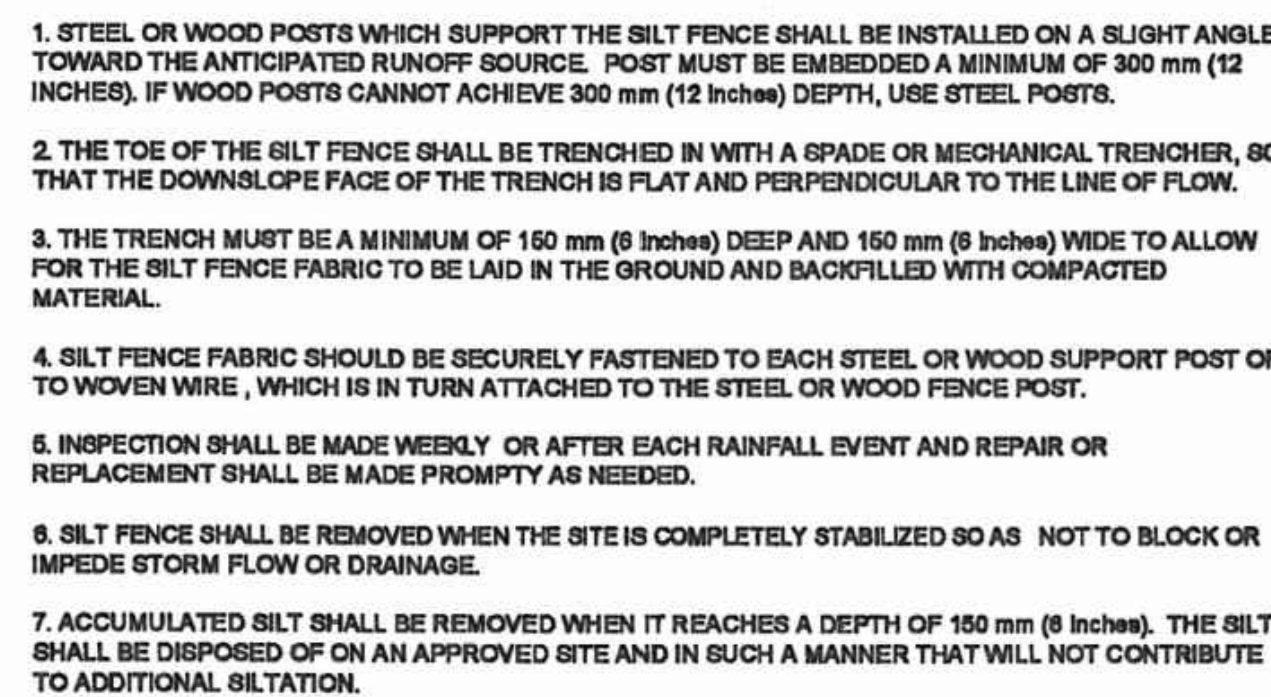 1. STEEL OR WOOD POSTS WHICH SUPPORT THE SILT FENCE SHALL BE INSTALLED ON A SLIGHT ANGLE
TOWARD THE ANTICIPATED RUNOFF SOURCE. POST MUST BE EMBEDDED A MINIMUM OF 300 mm (12
INCHES). IF WOOD POSTS CANNOT ACHIEVE 300 mm (12 inches) DEPTH, USE STEEL POSTS.
2. THE TOE OF THE SILT FENCE SHALL BE TRENCHED IN WITH A SPADE OR MECHANICAL TRENCHER, SO
THAT THE DOWNSLOPE FACE OF THE TRENCH IS FLAT AND PERPENDICULAR TO THE LINE OF FLOW.
3. THE TRENCH MUST BE A MINIMUM OF 150 mm (6 inches) DEEP AND 150 mm (6 inches) WIDE TO ALLOW
FOR THE SILT FENCE FABRIC TO BE LAID IN THE GROUND AND BACKFILLED WITH COMPACTED
MATERIAL.
4. SILT FENCE FABRIC SHOULD BE SECURELY FASTENED TO EACH STEEL OR WOOD SUPPORT POST OR
TO WOVEN WIRE , WHICH IS IN TURN ATTACHED TO THE STEEL OR WOOD FENCE POST.
5. INSPECTION SHALL BE MADE WEEKLY OR AFTER EACH RAINFALL EVENT AND REPAIR OR
REPLACEMENT SHALL BE MADE PROMPTY AS NEEDED.
6. SILT FENCE SHALL BE REMOVED WHEN THE SITE IS COMPLETELY STABILIZED SO AS NOT TO BLOCK OR
IMPEDE STORM FLOW OR DRAINAGE.
7. ACCUMULATED SILT SHALL BE REMOVED WHEN IT REACHES A DEPTH OF 150 mm (6 inches). THE SILT
SHALL BE DISPOSED OF ON AN APPROVED SITE AND IN SUCH A MANNER THAT WILL NOT CONTRIBUTE
TO ADDITIONAL SILTATION.